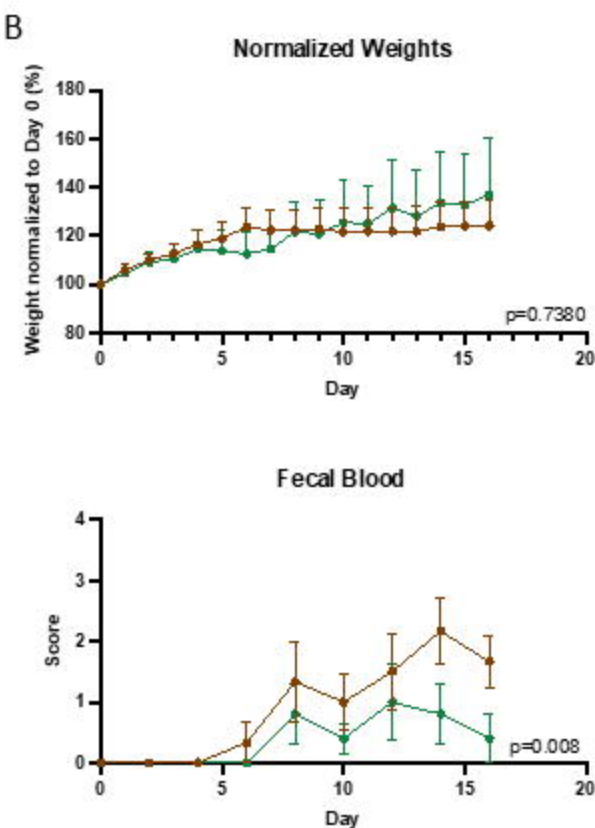 B
Normalized Weights
Weight normalized to Day 0 (%)
180
160
140
120
100
80
p=0.7380
0 5 10 15 20
Day
Fecal Blood
Score
4
3
2
1
0
p=0.008
0 5 10 15 20
Day